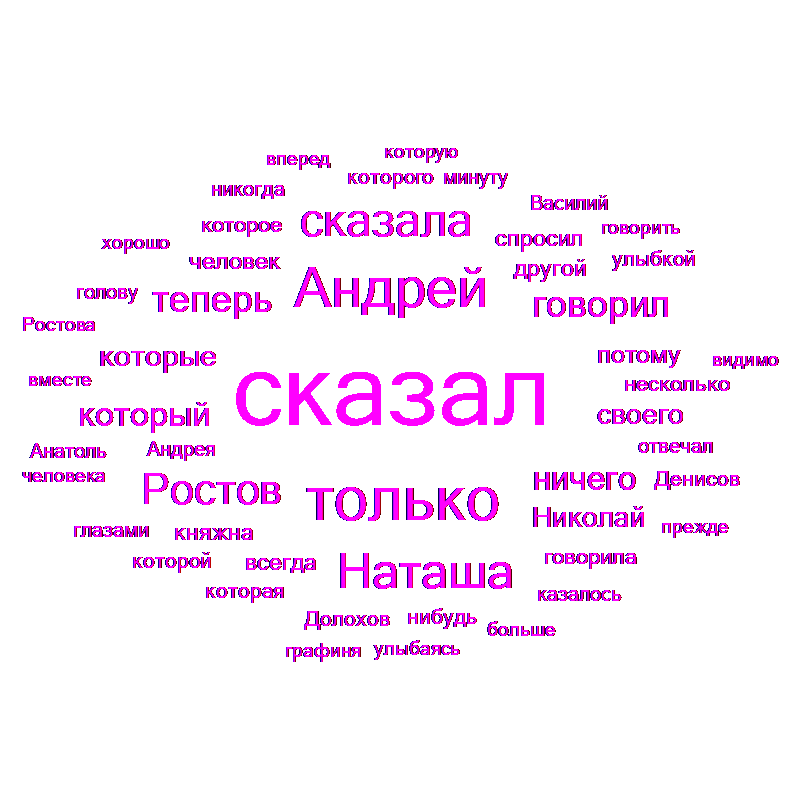 которую
вперед
которого минуту
никогда
Василий
которое
сказала
говорить
спросил
хорошо
человек
улыбкой
другой
Андрей
голову
теперь
говорил
Ростова
которые
потому
видимо
вместе
несколько
сказал
который
своего
отвечал
Анатоль
Андрея
человека
ничего
Денисов
Ростов
только
Николай
прежде
глазами
княжна
говорила
которой
всегда
Наташа
которая
казалось
Долохов
нибудь
больше
графиня
улыбаясь